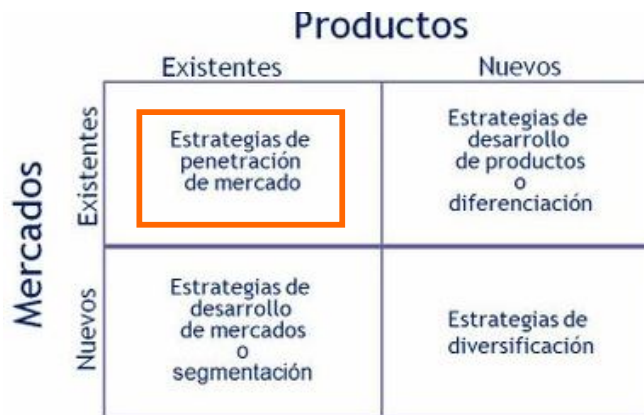 Productos
Existentes
Nuevos
Mercados
Existentes
Estrategias de
penetración
de mercado
Estrategias de
desarrollo
de productos
o
diferenciación
Nuevos
Estrategias de
desarrollo
de mercados
o
segmentación
Estrategias de
diversificación